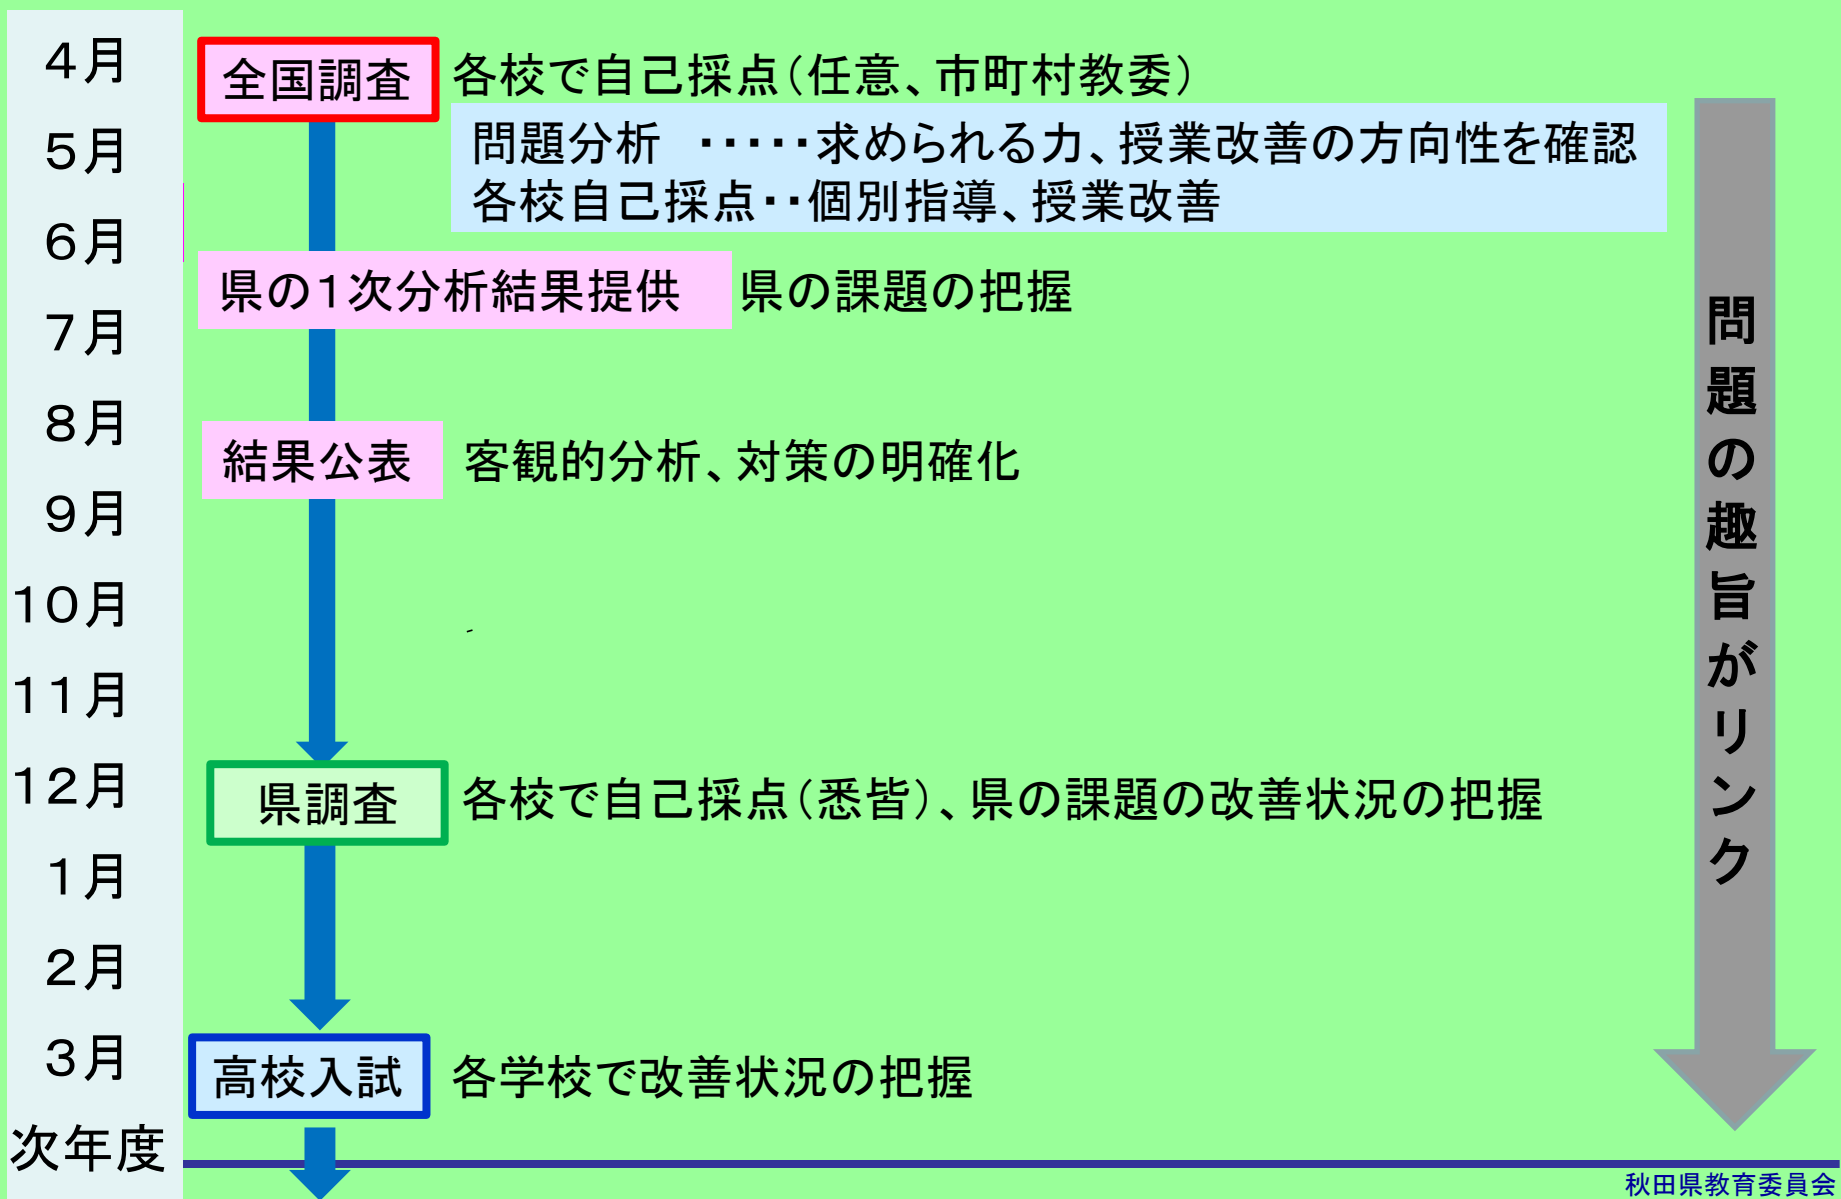 4月
全国調査
各校で自己採点（任意、市町村教委）
5月
問題分析　・・・・・求められる力、授業改善の方向性を確認
各校自己採点・・個別指導、授業改善
6月
県の1次分析結果提供
県の課題の把握
7月
8月
結果公表
客観的分析、対策の明確化
9月
10月
11月
12月
県調査
各校で自己採点（悉皆）、県の課題の改善状況の把握
1月
2月
3月
高校入試
各学校で改善状況の把握
次年度
問題の趣旨がリンク
秋田県教育委員会